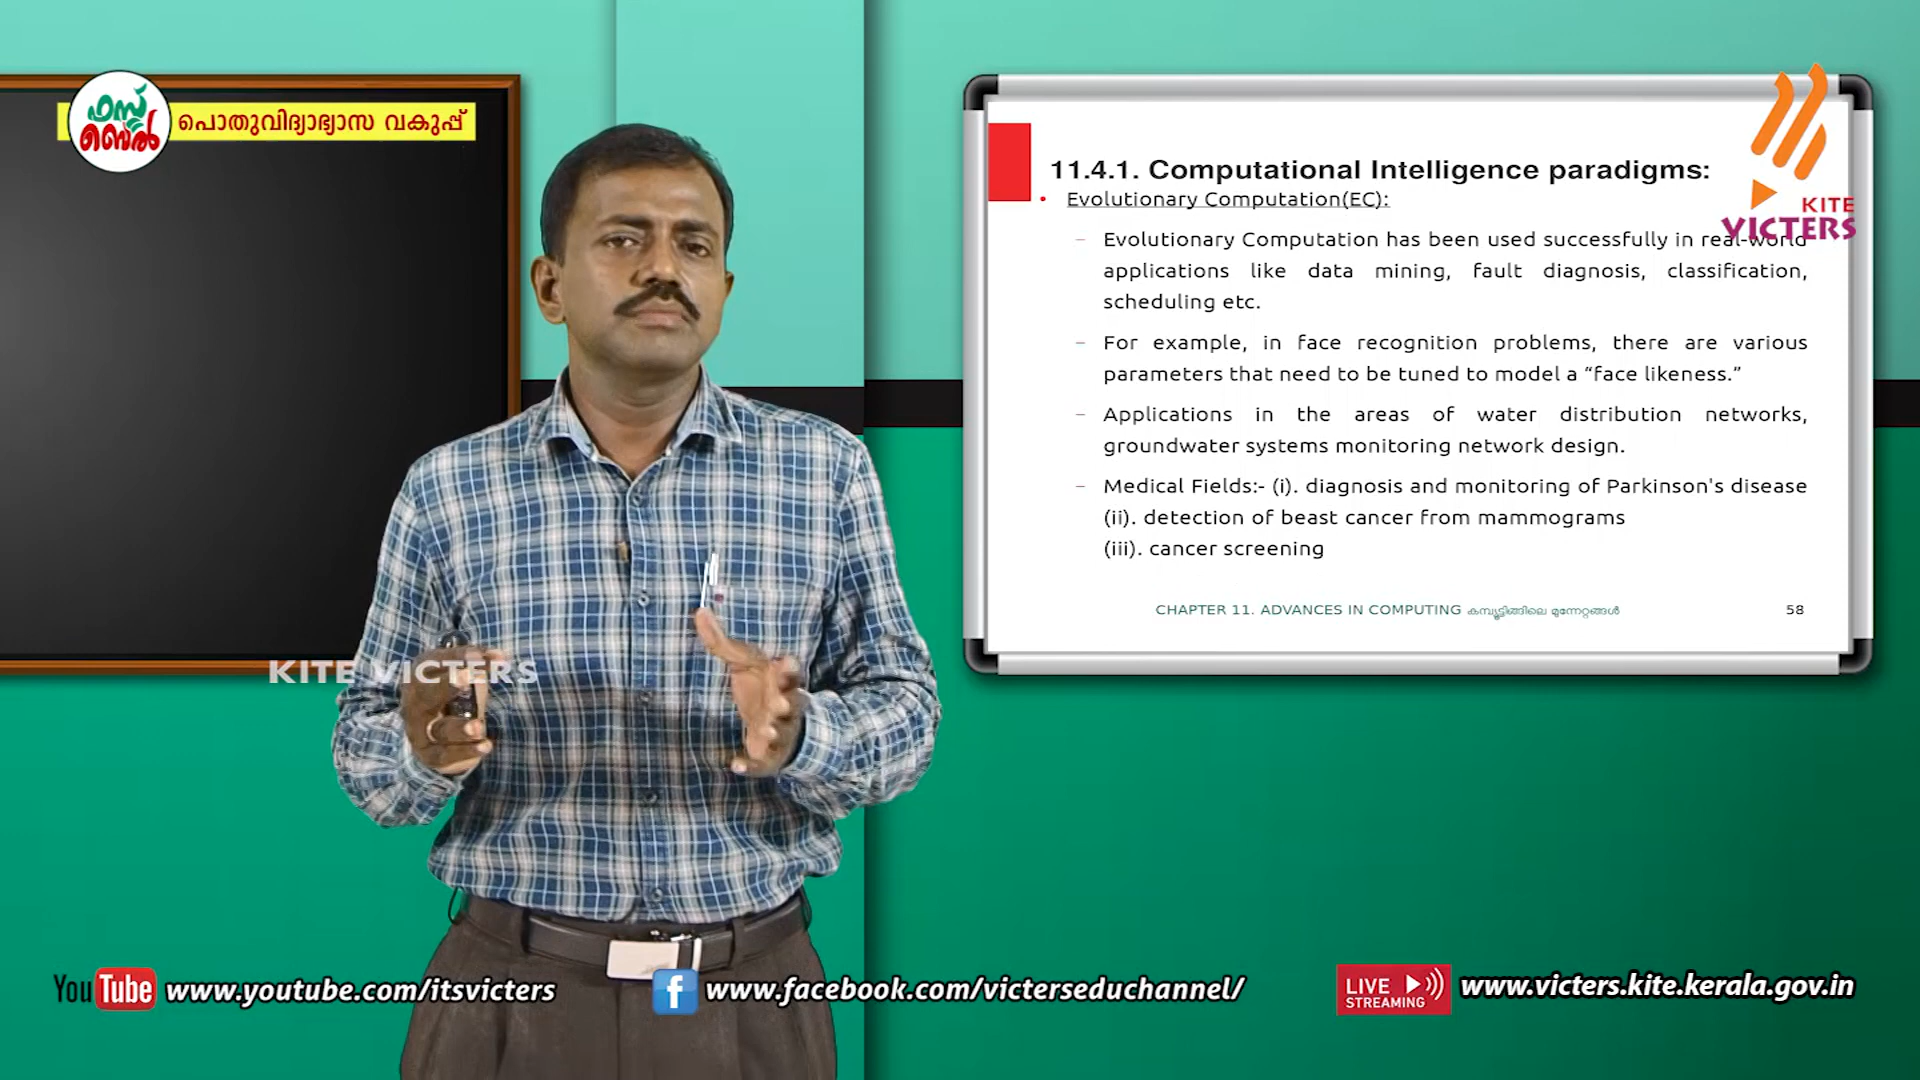 ഫസ്റ്റ്
ബെൽ
പൊതുവിദ്യാഭ്യാസ വകുപ്പ്
KITE
VICTERS
11.4.1. Computational Intelligence paradigms:
• Evolutionary Computation(EC):
– Evolutionary Computation has been used successfully in real-world
applications like data mining, fault diagnosis, classification,
scheduling etc.
– For example, in face recognition problems, there are various
parameters that need to be tuned to model a “face likeness.”
– Applications in the areas of water distribution networks,
groundwater systems monitoring network design.
– Medical Fields:- (i). diagnosis and monitoring of Parkinson's disease
(ii). detection of beast cancer from mammograms
(iii). cancer screening
CHAPTER 11. ADVANCES IN COMPUTING കമ്പ്യൂട്ടിങ്ങിലെ മുന്നേറ്റങ്ങൾ 58
KITE VICTERS
YouTube www.youtube.com/itsvicters
f www.facebook.com/victerseduchannel/
LIVE
STREAMING
www.victers.kite.kerala.gov.in